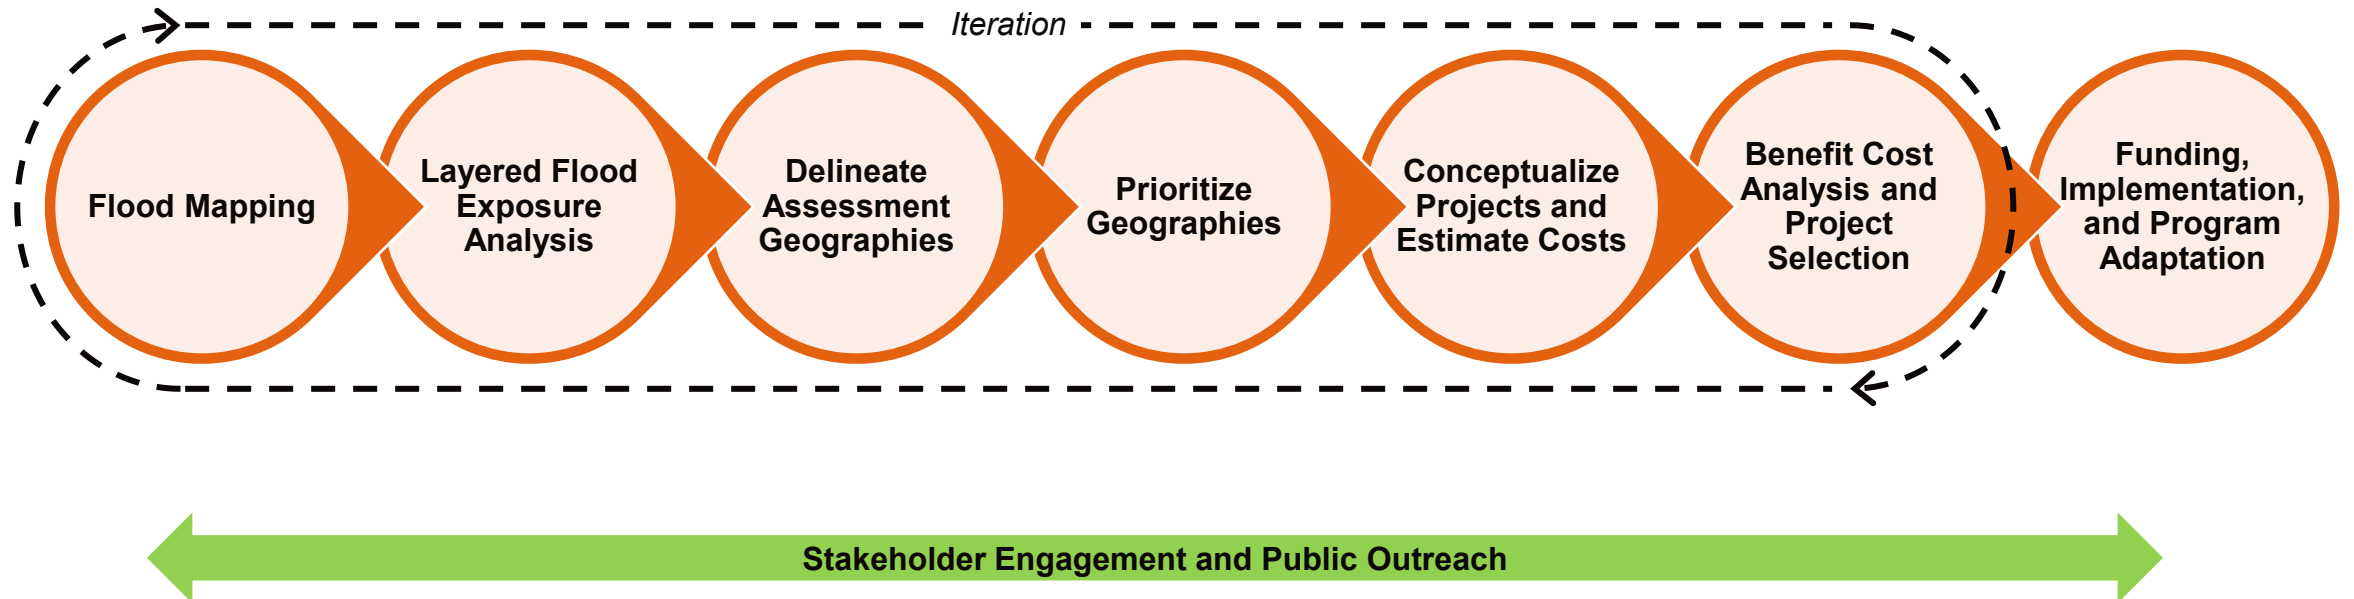 Iteration
Flood Mapping
Layered Flood
Exposure
Analysis
Delineate
Assessment
Geographies
Prioritize
Geographies
Conceptualize
Projects and
Estimate Costs
Benefit Cost
Analysis and
Project
Selection
Funding,
Implementation,
and Program
Adaptation
Stakeholder Engagement and Public Outreach